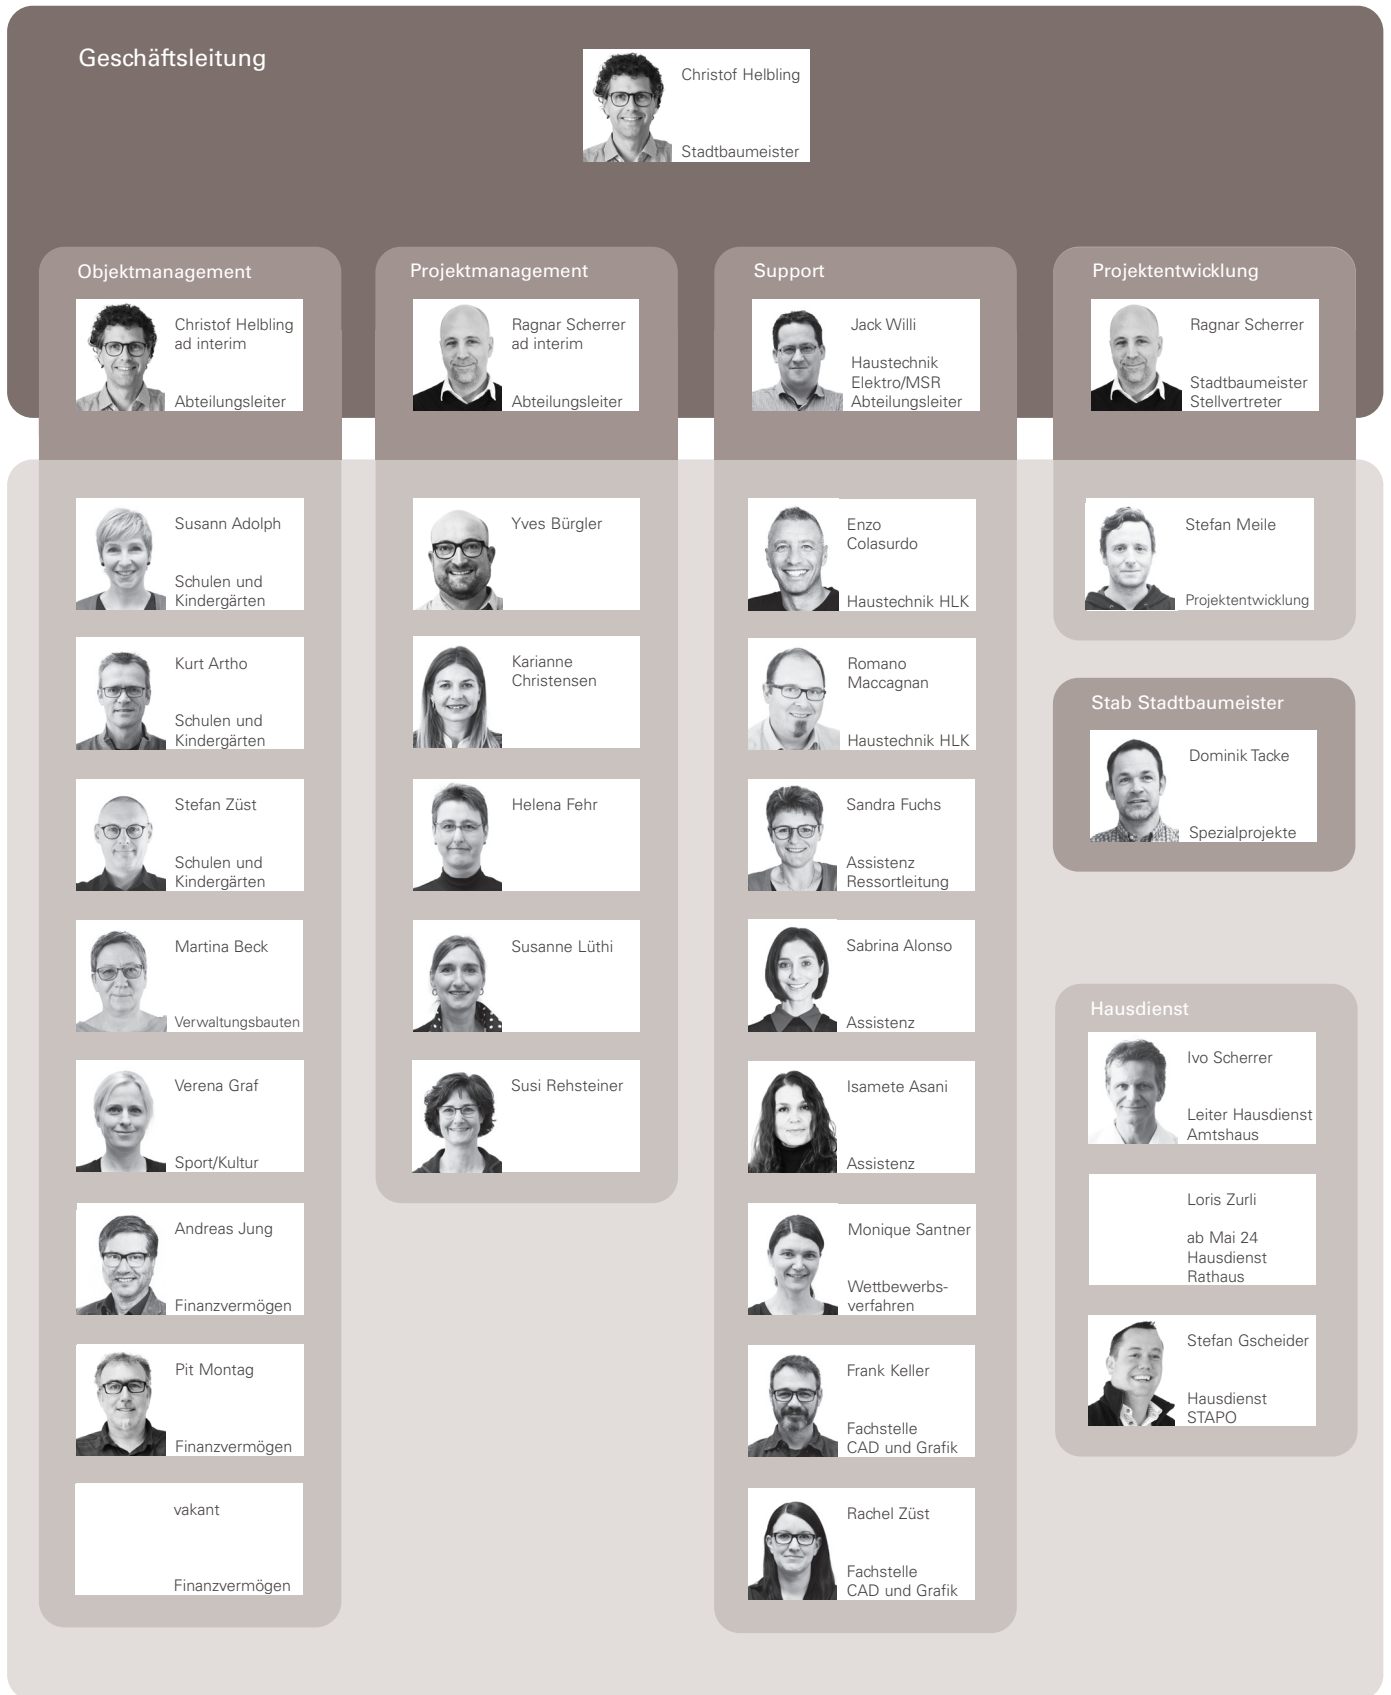 Geschäftsleitung
Christof Helbling
Stadtbaumeister
Objektmanagement
Christof Helbling
ad interim
Abteilungsleiter
Susann Adolph
Schulen und
Kindergärten
Kurt Artho
Schulen und
Kindergärten
Stefan Züst
Schulen und
Kindergärten
Martina Beck
Verwaltungsbauten
Verena Graf
Sport/Kultur
Andreas Jung
Finanzvermögen
Pit Montag
Finanzvermögen
vakant
Finanzvermögen
Projektmanagement
Ragnar Scherrer
ad interim
Abteilungsleiter
Yves Bürgler
Karianne
Christensen
Helena Fehr
Susanne Lüthi
Susi Rehsteiner
Support
Jack Willi
Haustechnik
Elektro/MSR
Abteilungsleiter
Enzo
Colasurdo
Haustechnik HLK
Romano
Maccagnan
Haustechnik HLK
Sandra Fuchs
Assistenz
Ressortleitung
Sabrina Alonso
Assistenz
Isamete Asani
Assistenz
Monique Santner
Wettbewerbs-
verfahren
Frank Keller
Fachstelle
CAD und Grafik
Rachel Züst
Fachstelle
CAD und Grafik
Projektentwicklung
Ragnar Scherrer
Stadtbaumeister
Stellvertreter
Stefan Meile
Projektentwicklung
Stab Stadtbaumeister
Dominik Tacke
Spezialprojekte
Hausdienst
Ivo Scherrer
Leiter Hausdienst
Amtshaus
Loris Zurli
ab Mai 24
Hausdienst
Rathaus
Stefan Gscheider
Hausdienst
STAPO